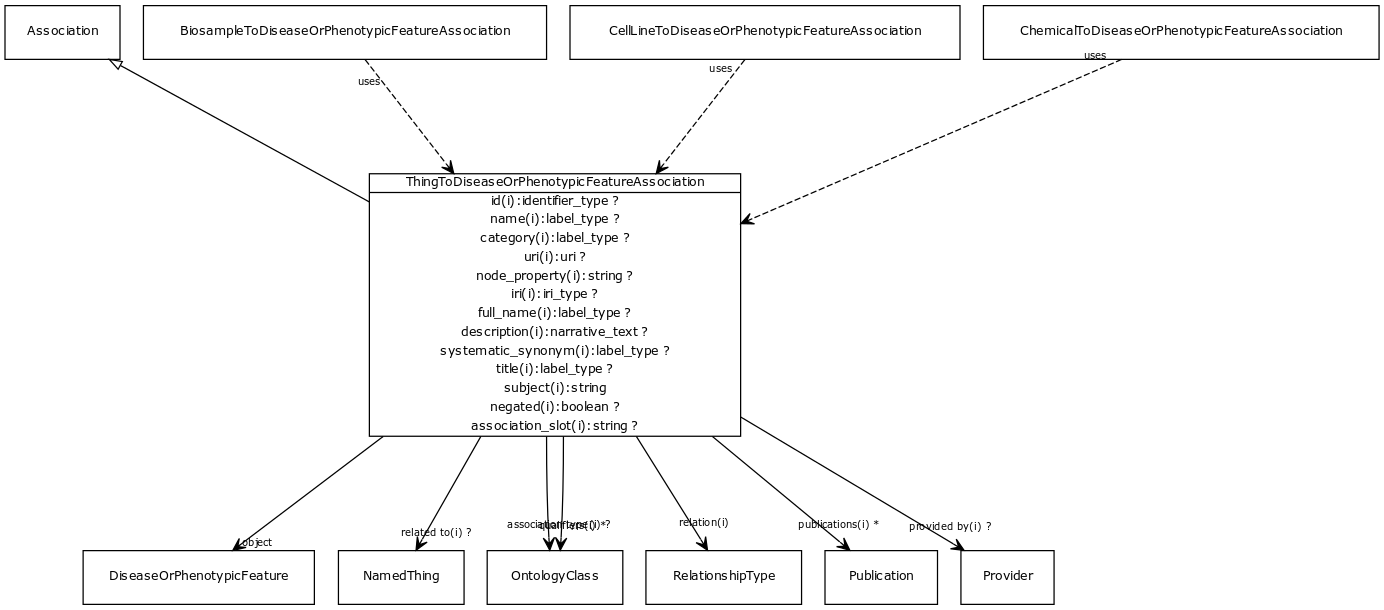 Association
BiosampleToDiseaseOrPhenotypicFeatureAssociation
CellLineToDiseaseOrPhenotypicFeatureAssociation
ChemicalToDiseaseOrPhenotypicFeatureAssociation
uses
uses
uses
ThingToDiseaseOrPhenotypicFeatureAssociation
id(i):identifier_type ?
name(i):label_type ?
category(i):label_type ?
uri(i):uri ?
node_property(i):string ?
iri(i):iri_type ?
full_name(i):label_type ?
description(i):narrative_text ?
systematic_synonym(i):label_type ?
title(i):label_type ?
subject(i):string
negated(i):boolean ?
association_slot(i):string ?
object
related to(i) ?
association type(i) ?
qualifiers(i) *
relation(i)
publications(i) *
provided by(i) ?
DiseaseOrPhenotypicFeature
NamedThing
OntologyClass
RelationshipType
Publication
Provider